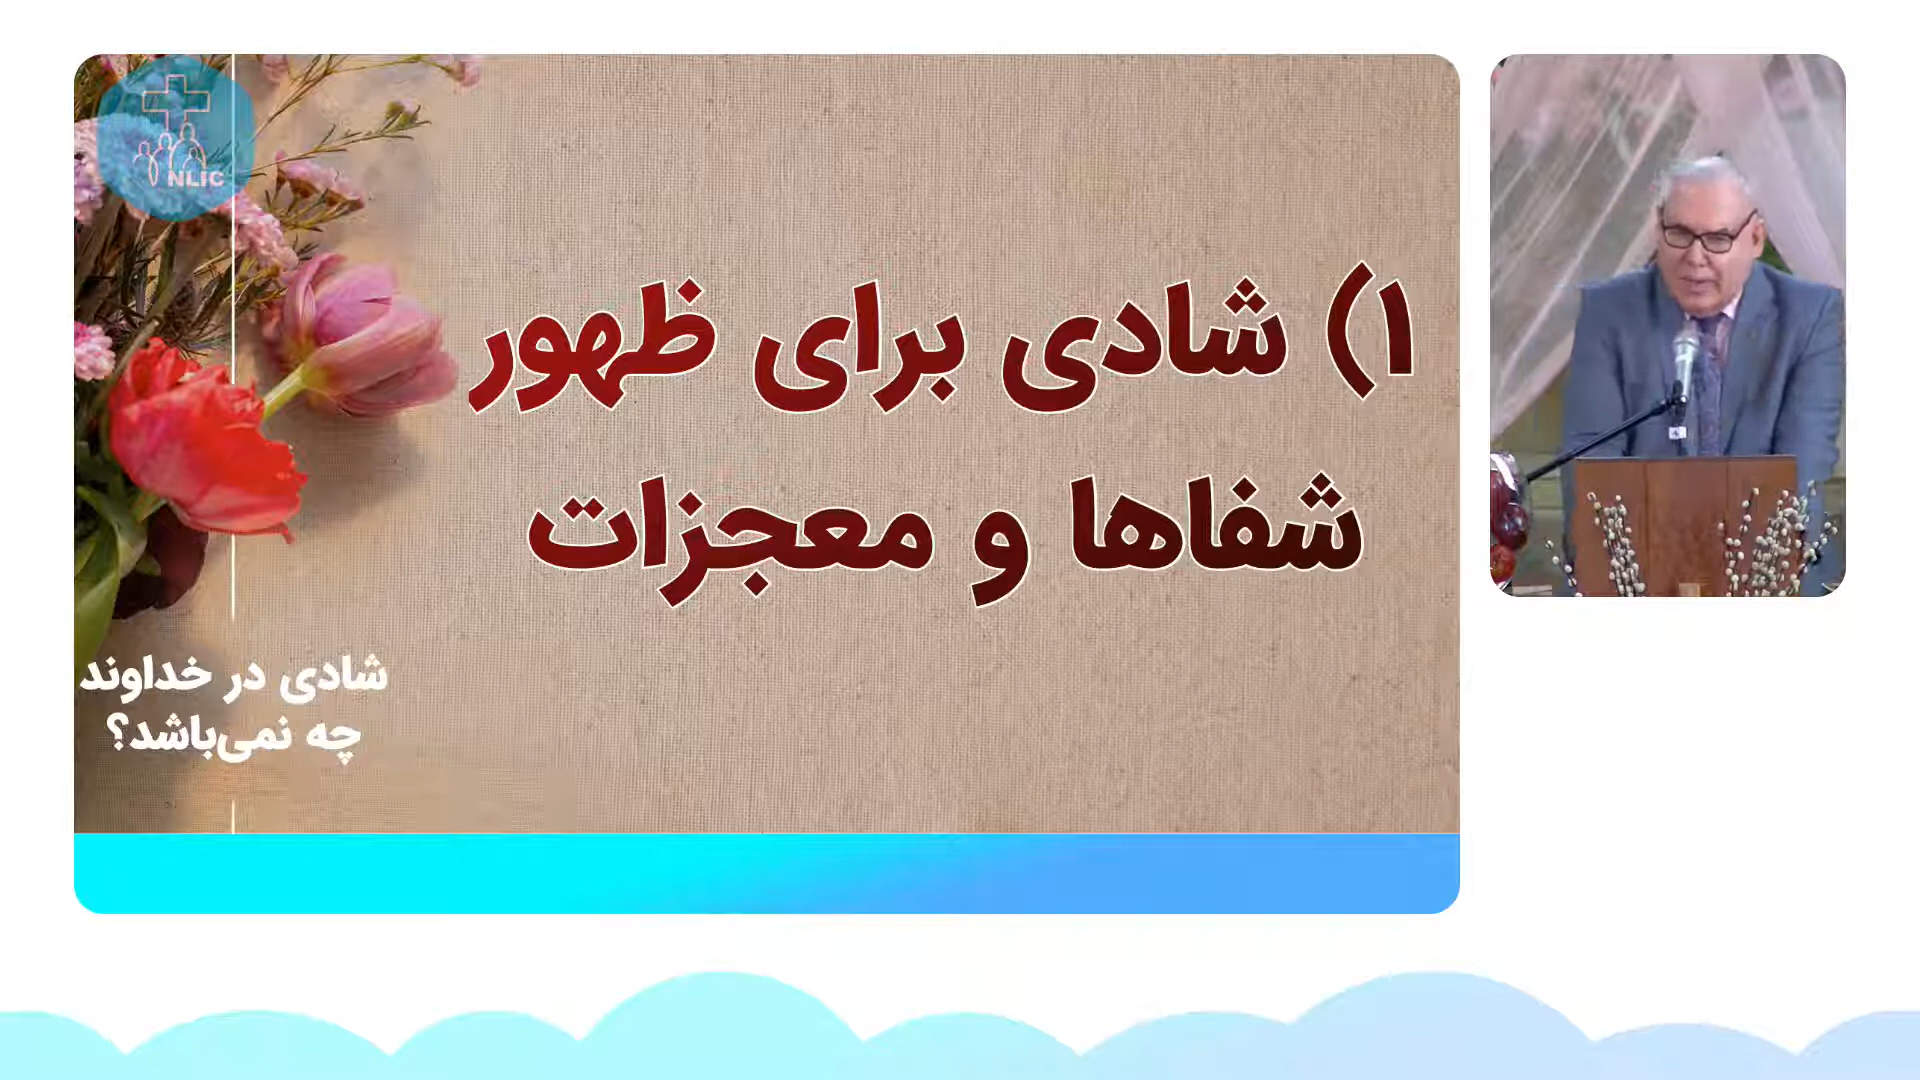 NLIC
۱) شادی برای ظهور
شفاها و معجزات
شادی در خداوند
چه نمی‌باشد؟